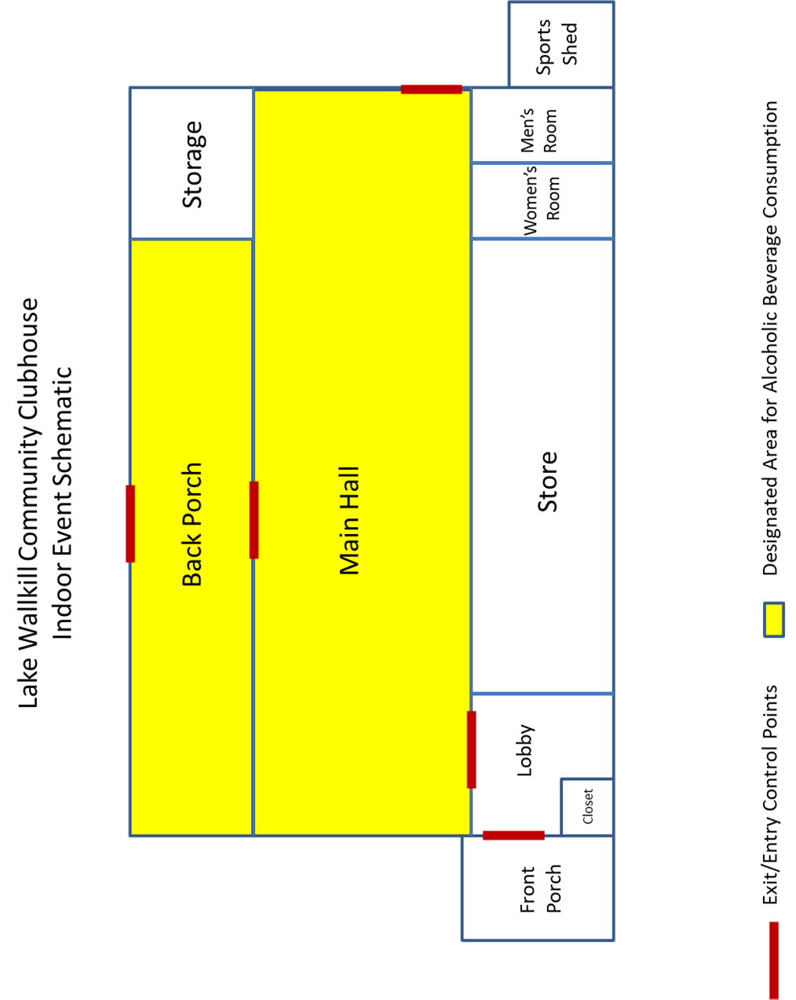 Lake Wallkill Community Clubhouse
Indoor Event Schematic
Back Porch
Storage
Main Hall
Front
Porch
Lobby
Closet
Store
Women’s
Room
Men’s
Room
Sports
Shed
Exit/Entry Control Points
Designated Area for Alcoholic Beverage Consumption